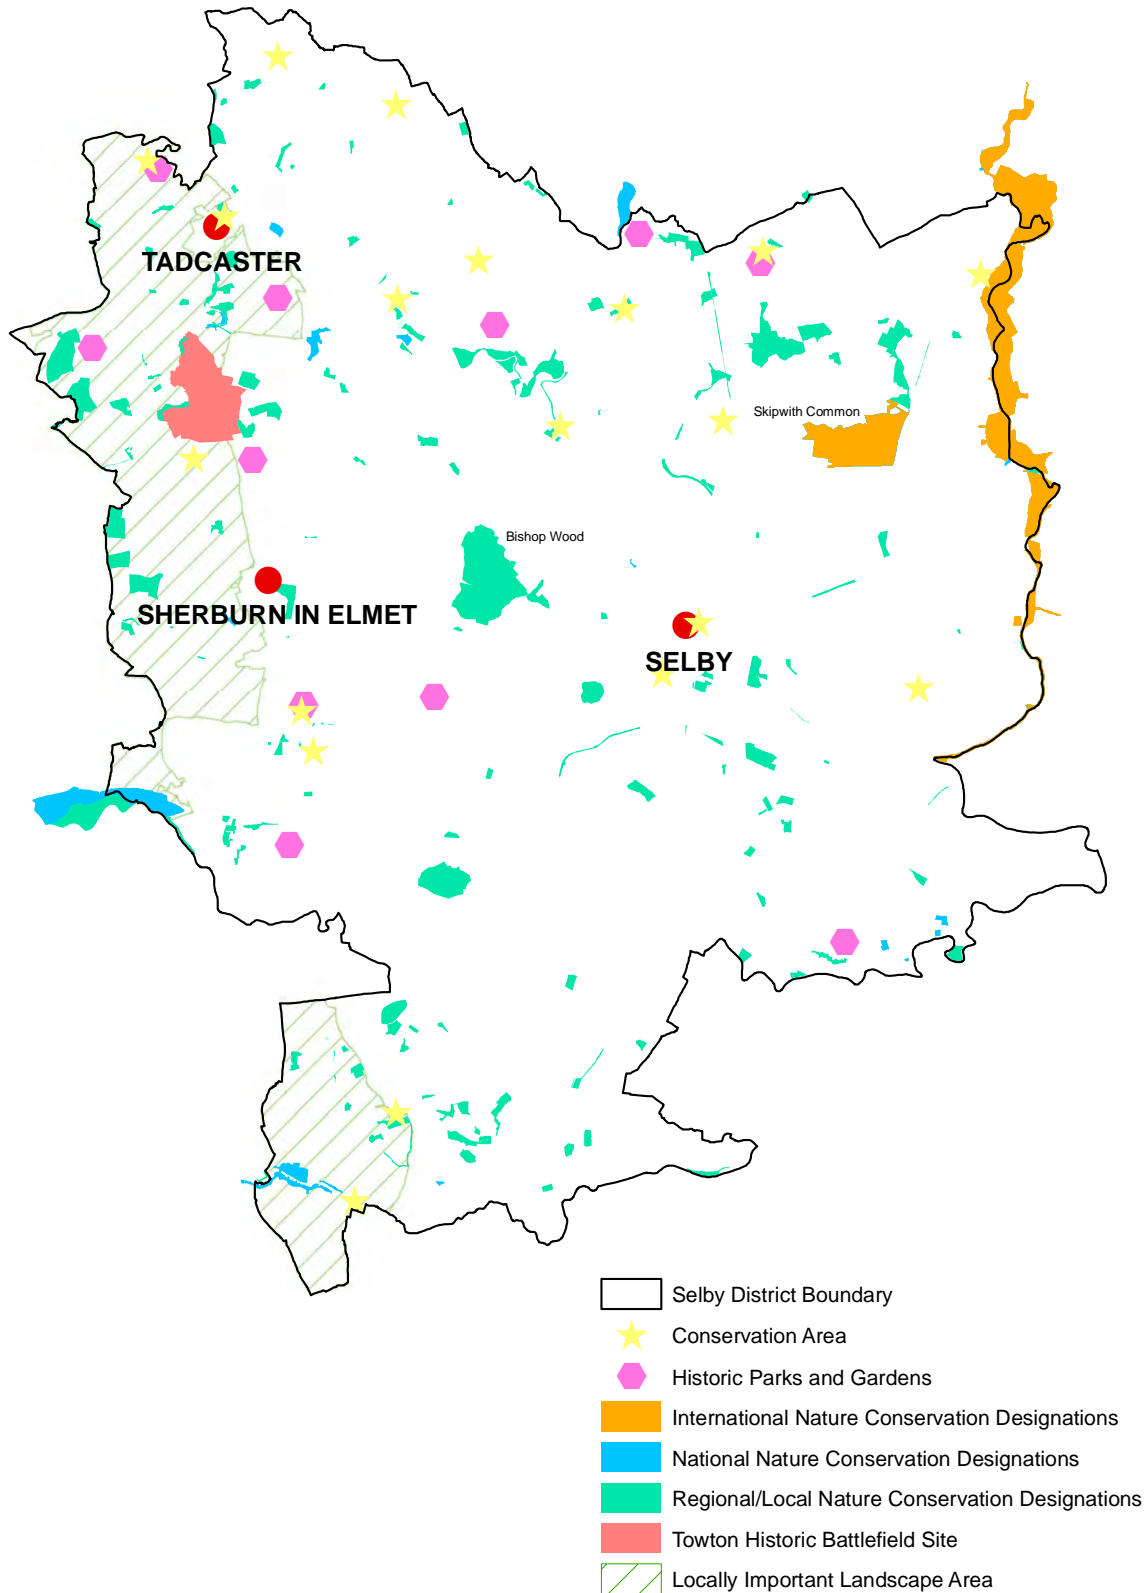 TADCASTER
Skipwith Common
Bishop Wood
SHERBURN IN ELMET
SELBY
Selby District Boundary
Conservation Area
Historic Parks and Gardens
International Nature Conservation Designations
National Nature Conservation Designations
Regional/Local Nature Conservation Designations
Towton Historic Battlefield Site
Locally Important Landscape Area